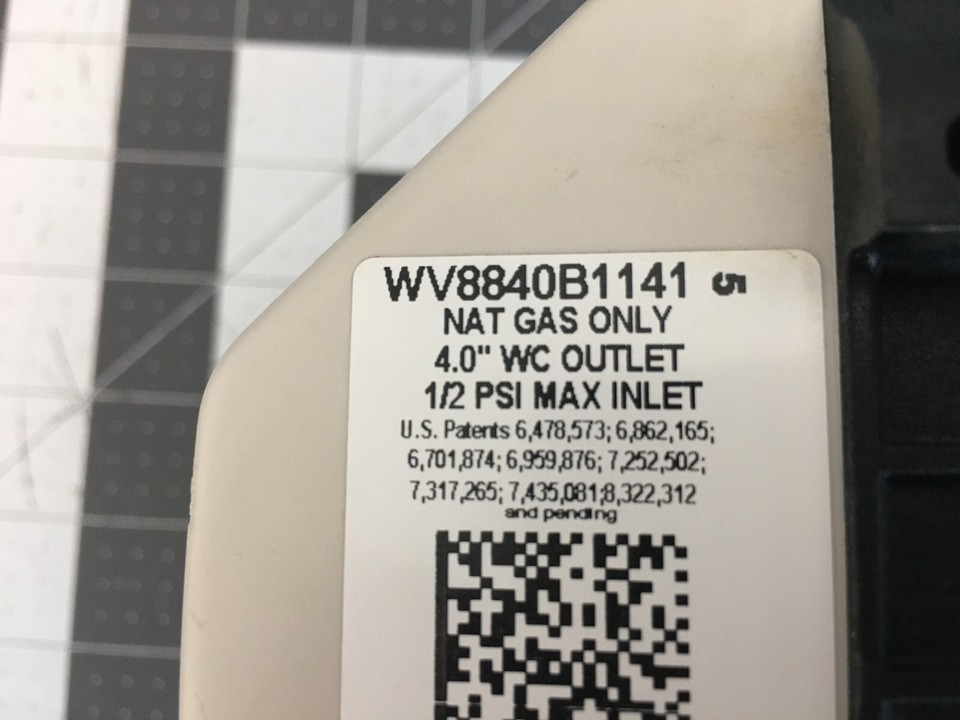 WV8840B1141 5
NAT GAS ONLY
4.0" WC OUTLET
1/2 PSI MAX INLET
U.S. Patents 6,478,573; 6,862,165;
6,701,874; 6,959,876; 7,252,502;
7,317,265; 7,435,081;8,322,312
and pending